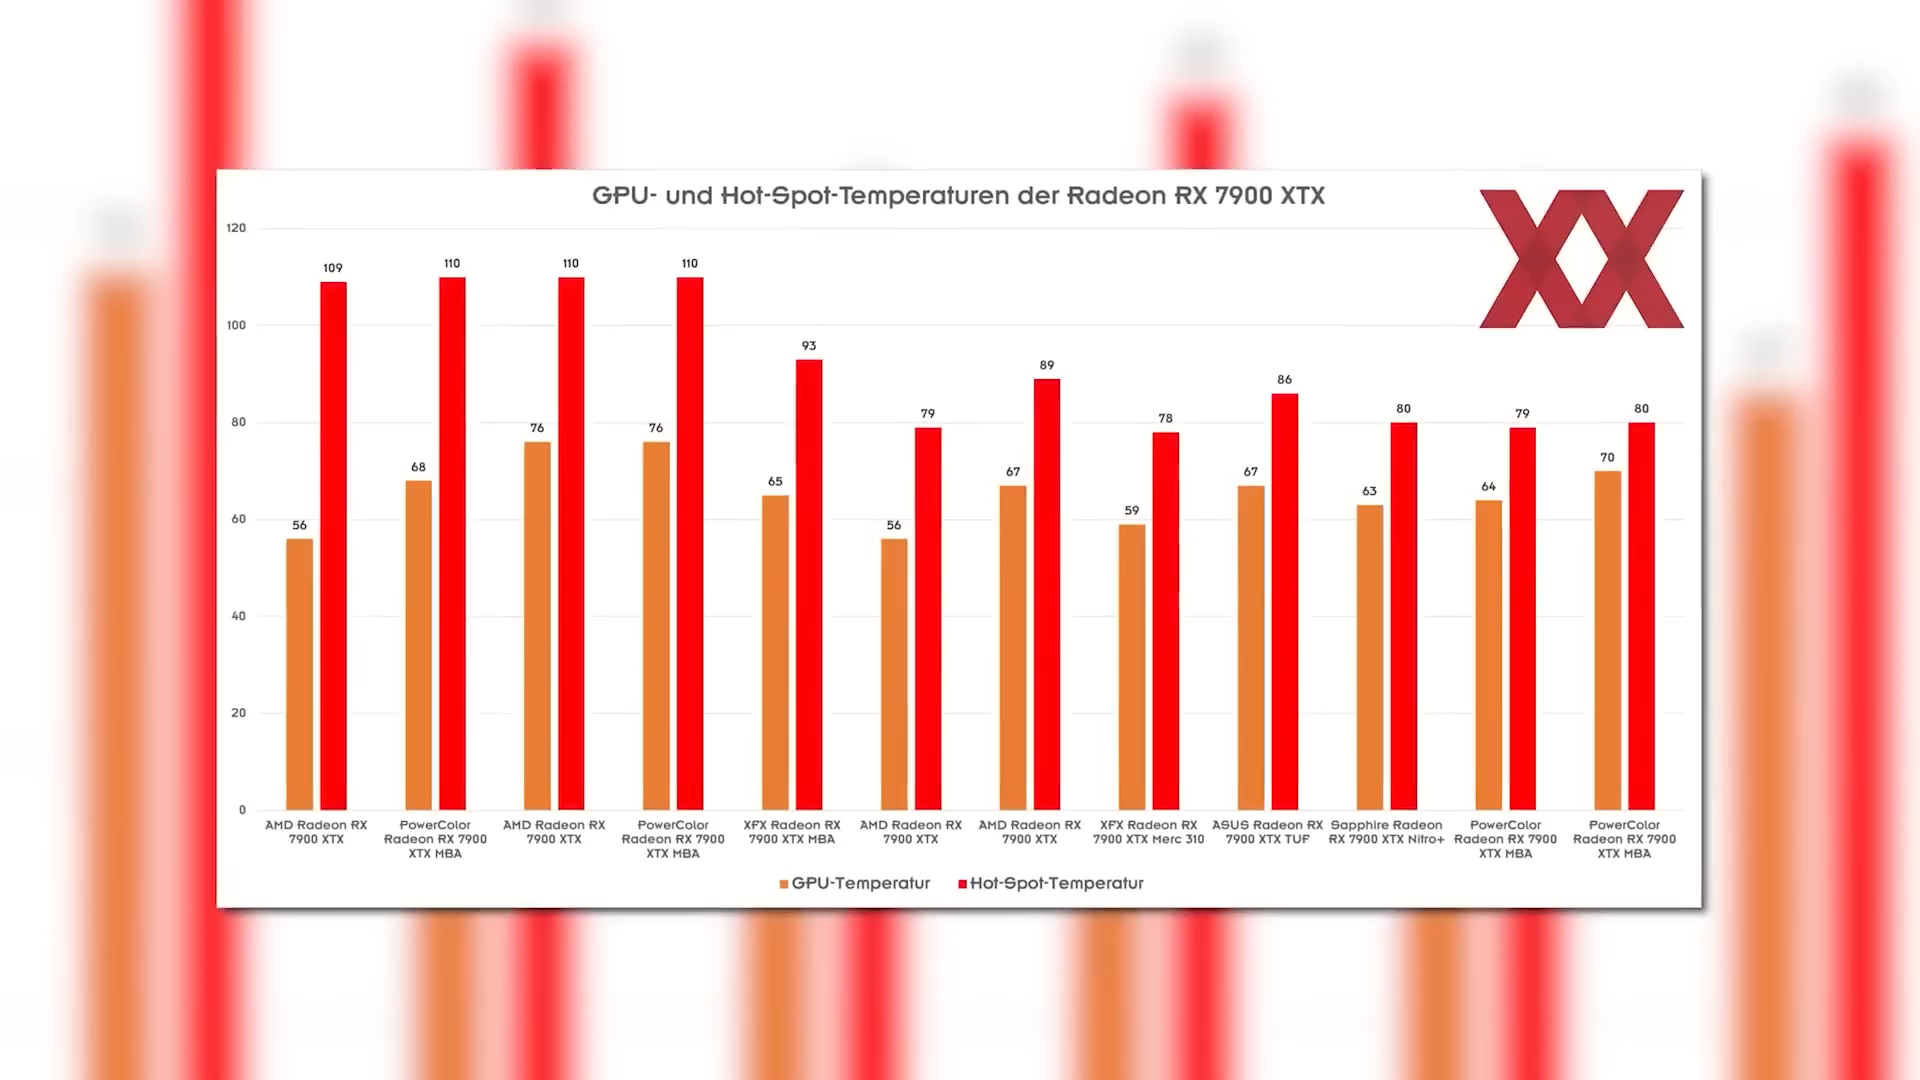 GPU- und Hot-Spot-Temperaturen der Radeon RX 7900 XTX
XX
120
100
80
60
40
20
0
109
110
110
110
93
79
89
78
86
80
79
80
56
68
76
76
65
56
67
59
67
63
64
70
AMD Radeon RX
7900 XTX
PowerColor
Radeon RX 7900
XTX MBA
AMD Radeon RX
7900 XTX
PowerColor
Radeon RX 7900
XTX MBA
XFX Radeon RX
7900 XTX MBA
AMD Radeon RX
7900 XTX
AMD Radeon RX
7900 XTX
XFX Radeon RX
7900 XTX Merc 310
ASUS Radeon RX
7900 XTX TUF
Sapphire Radeon
RX 7900 XTX Nitro+
PowerColor
Radeon RX 7900
XTX MBA
PowerColor
Radeon RX 7900
XTX MBA
GPU-Temperatur
Hot-Spot-Temperatur